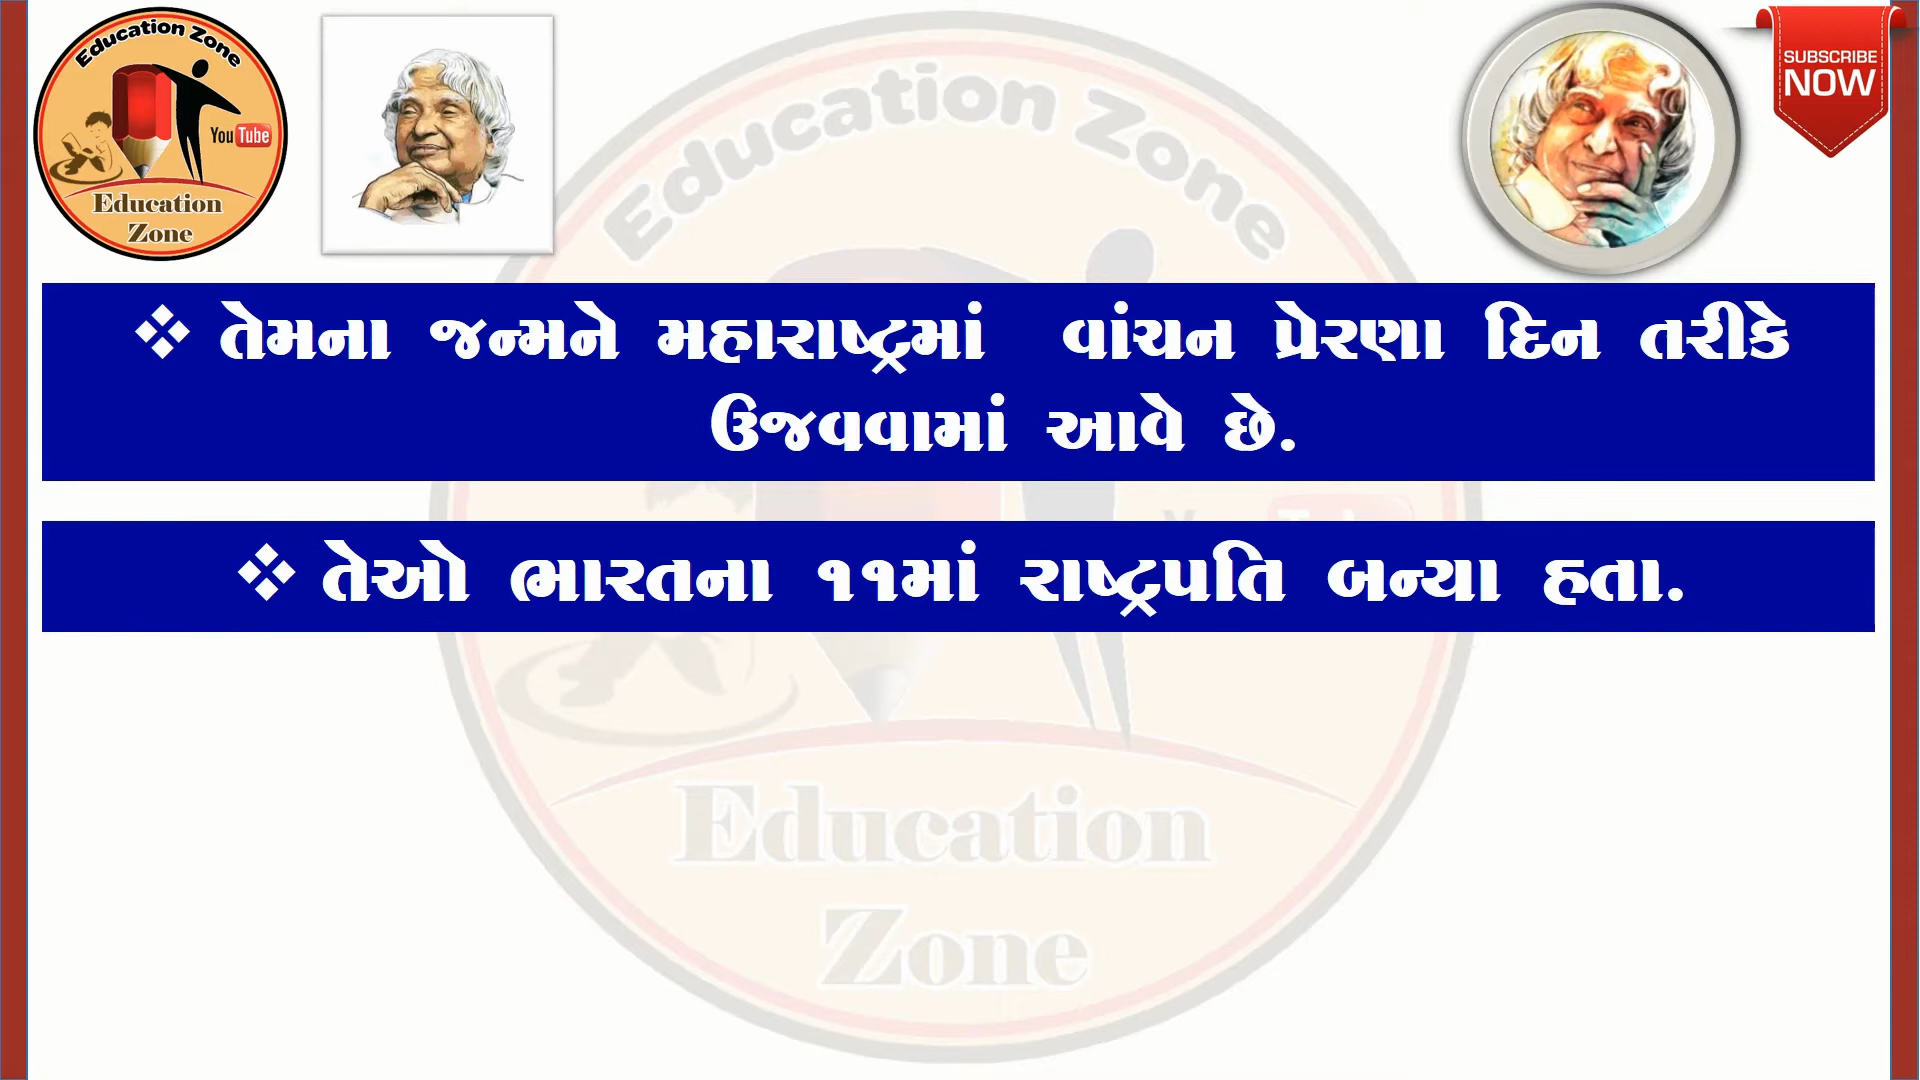 Education Zone
You Tube
Education
Zone
SUBSCRIBE
NOW
Education Zone
❖ તેમના જન્મને મહારાષ્ટ્રમાં વાંચન પ્રેરણા દિન તરીકે
ઉજવવામાં આવે છે.
❖ તેઓ ભારતના ૧૧માં રાષ્ટ્રપતિ બન્યા હતા.
Education
Zone